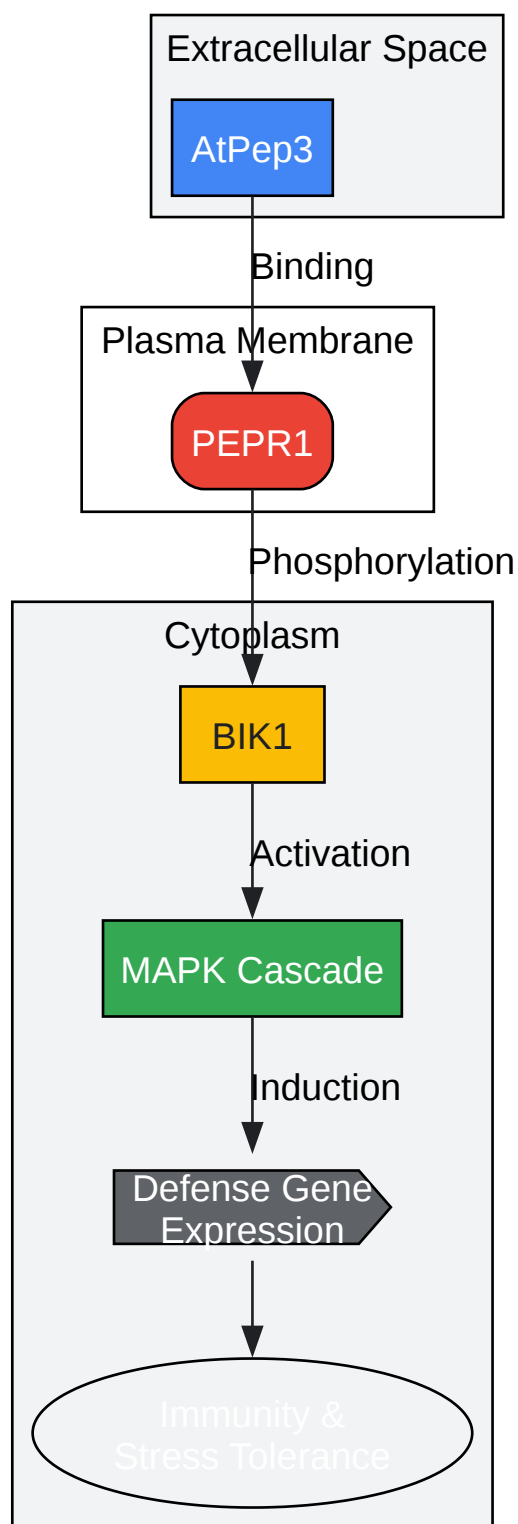 Extracellular Space
AtPep3
Binding
Plasma Membrane
PEPR1
Phosphorylation
Cytoplasm
BIK1
Activation
MAPK Cascade
Induction
Defense Gene
Expression
Immunity &
Stress Tolerance